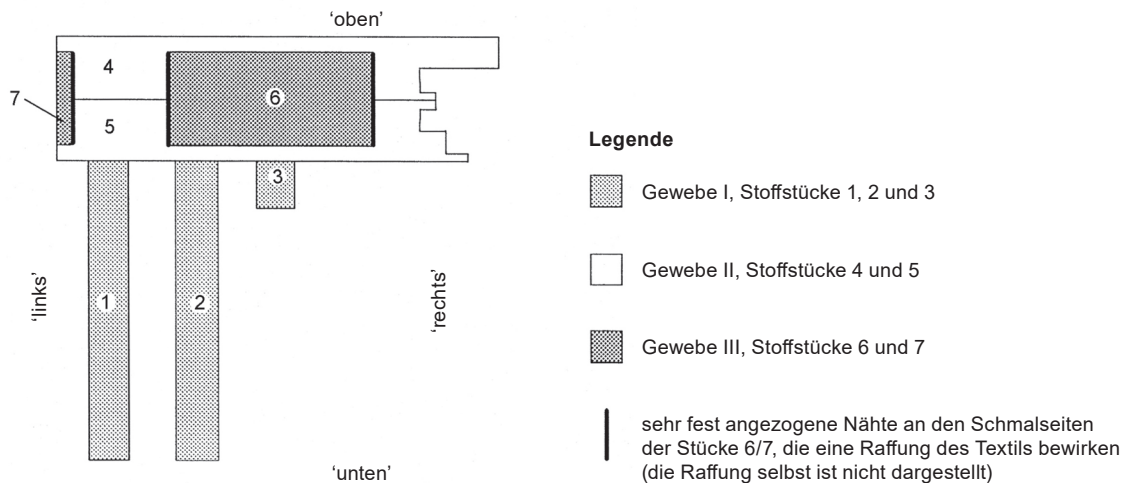 ‘oben’
4
7
6
5
3
‘links’
1
2
‘rechts’
‘unten’
Legende
Gewebe I, Stoffstücke 1, 2 und 3
Gewebe II, Stoffstücke 4 und 5
Gewebe III, Stoffstücke 6 und 7
sehr fest angezogene Nähte an den Schmalseiten
der Stücke 6/7, die eine Raffung des Textils bewirken
(die Raffung selbst ist nicht dargestellt)